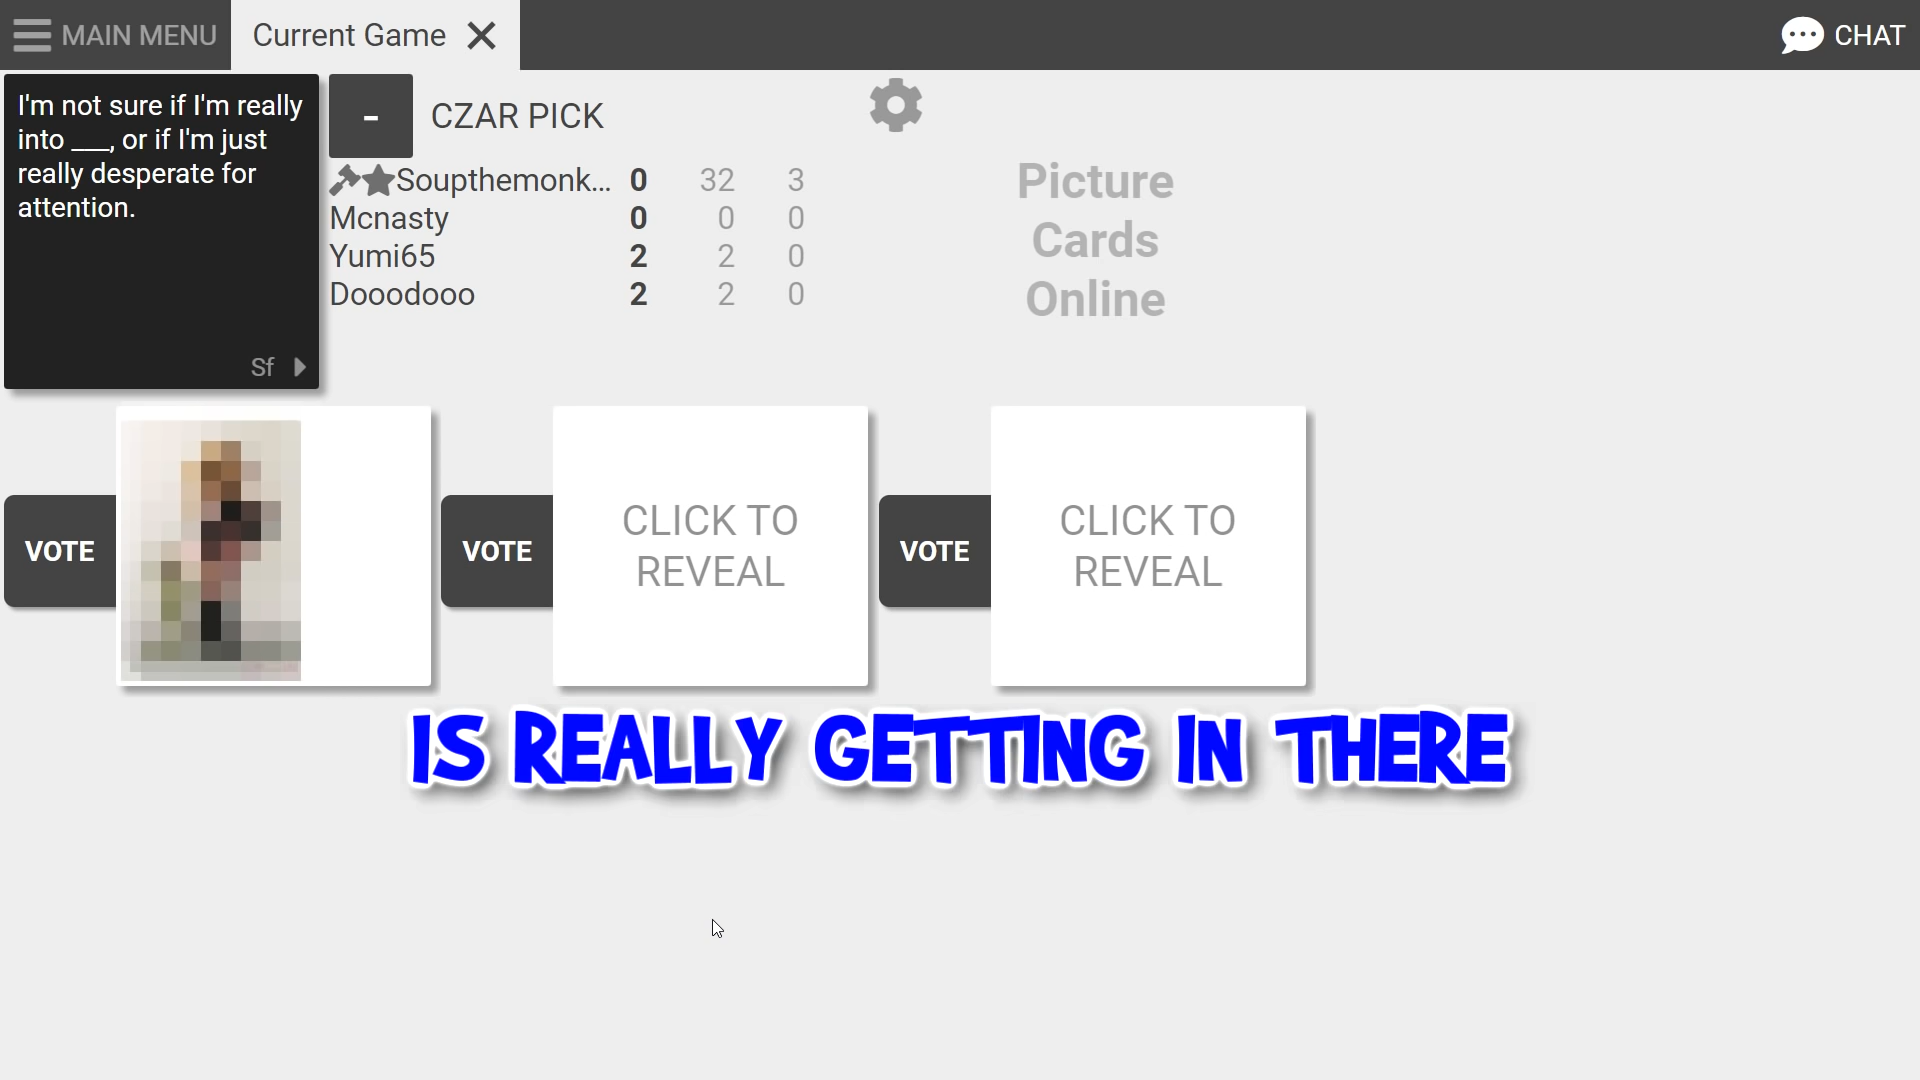 MAIN MENU
Current Game
CHAT
I'm not sure if I'm really
into ___, or if I'm just
really desperate for
attention.
Sf
-
CZAR PICK
Soupthemonk... 0 32 3
Mcnasty 0 0 0
Yumi65 2 2 0
Dooodooo 2 2 0
Picture
Cards
Online
VOTE
VOTE
CLICK TO
REVEAL
VOTE
CLICK TO
REVEAL
IS REALLY GETTING IN THERE